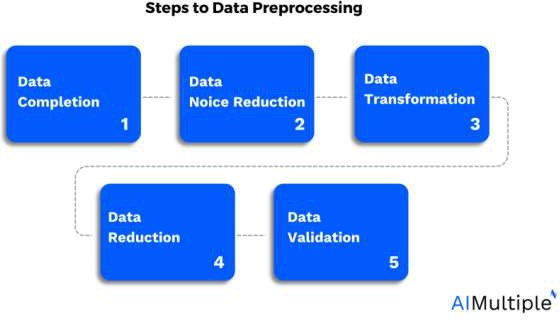 Steps to Data Preprocessing
Data
Completion
1
Data
Noice Reduction
2
Data
Transformation
3
Data
Reduction
4
Data
Validation
5
AIMultiple